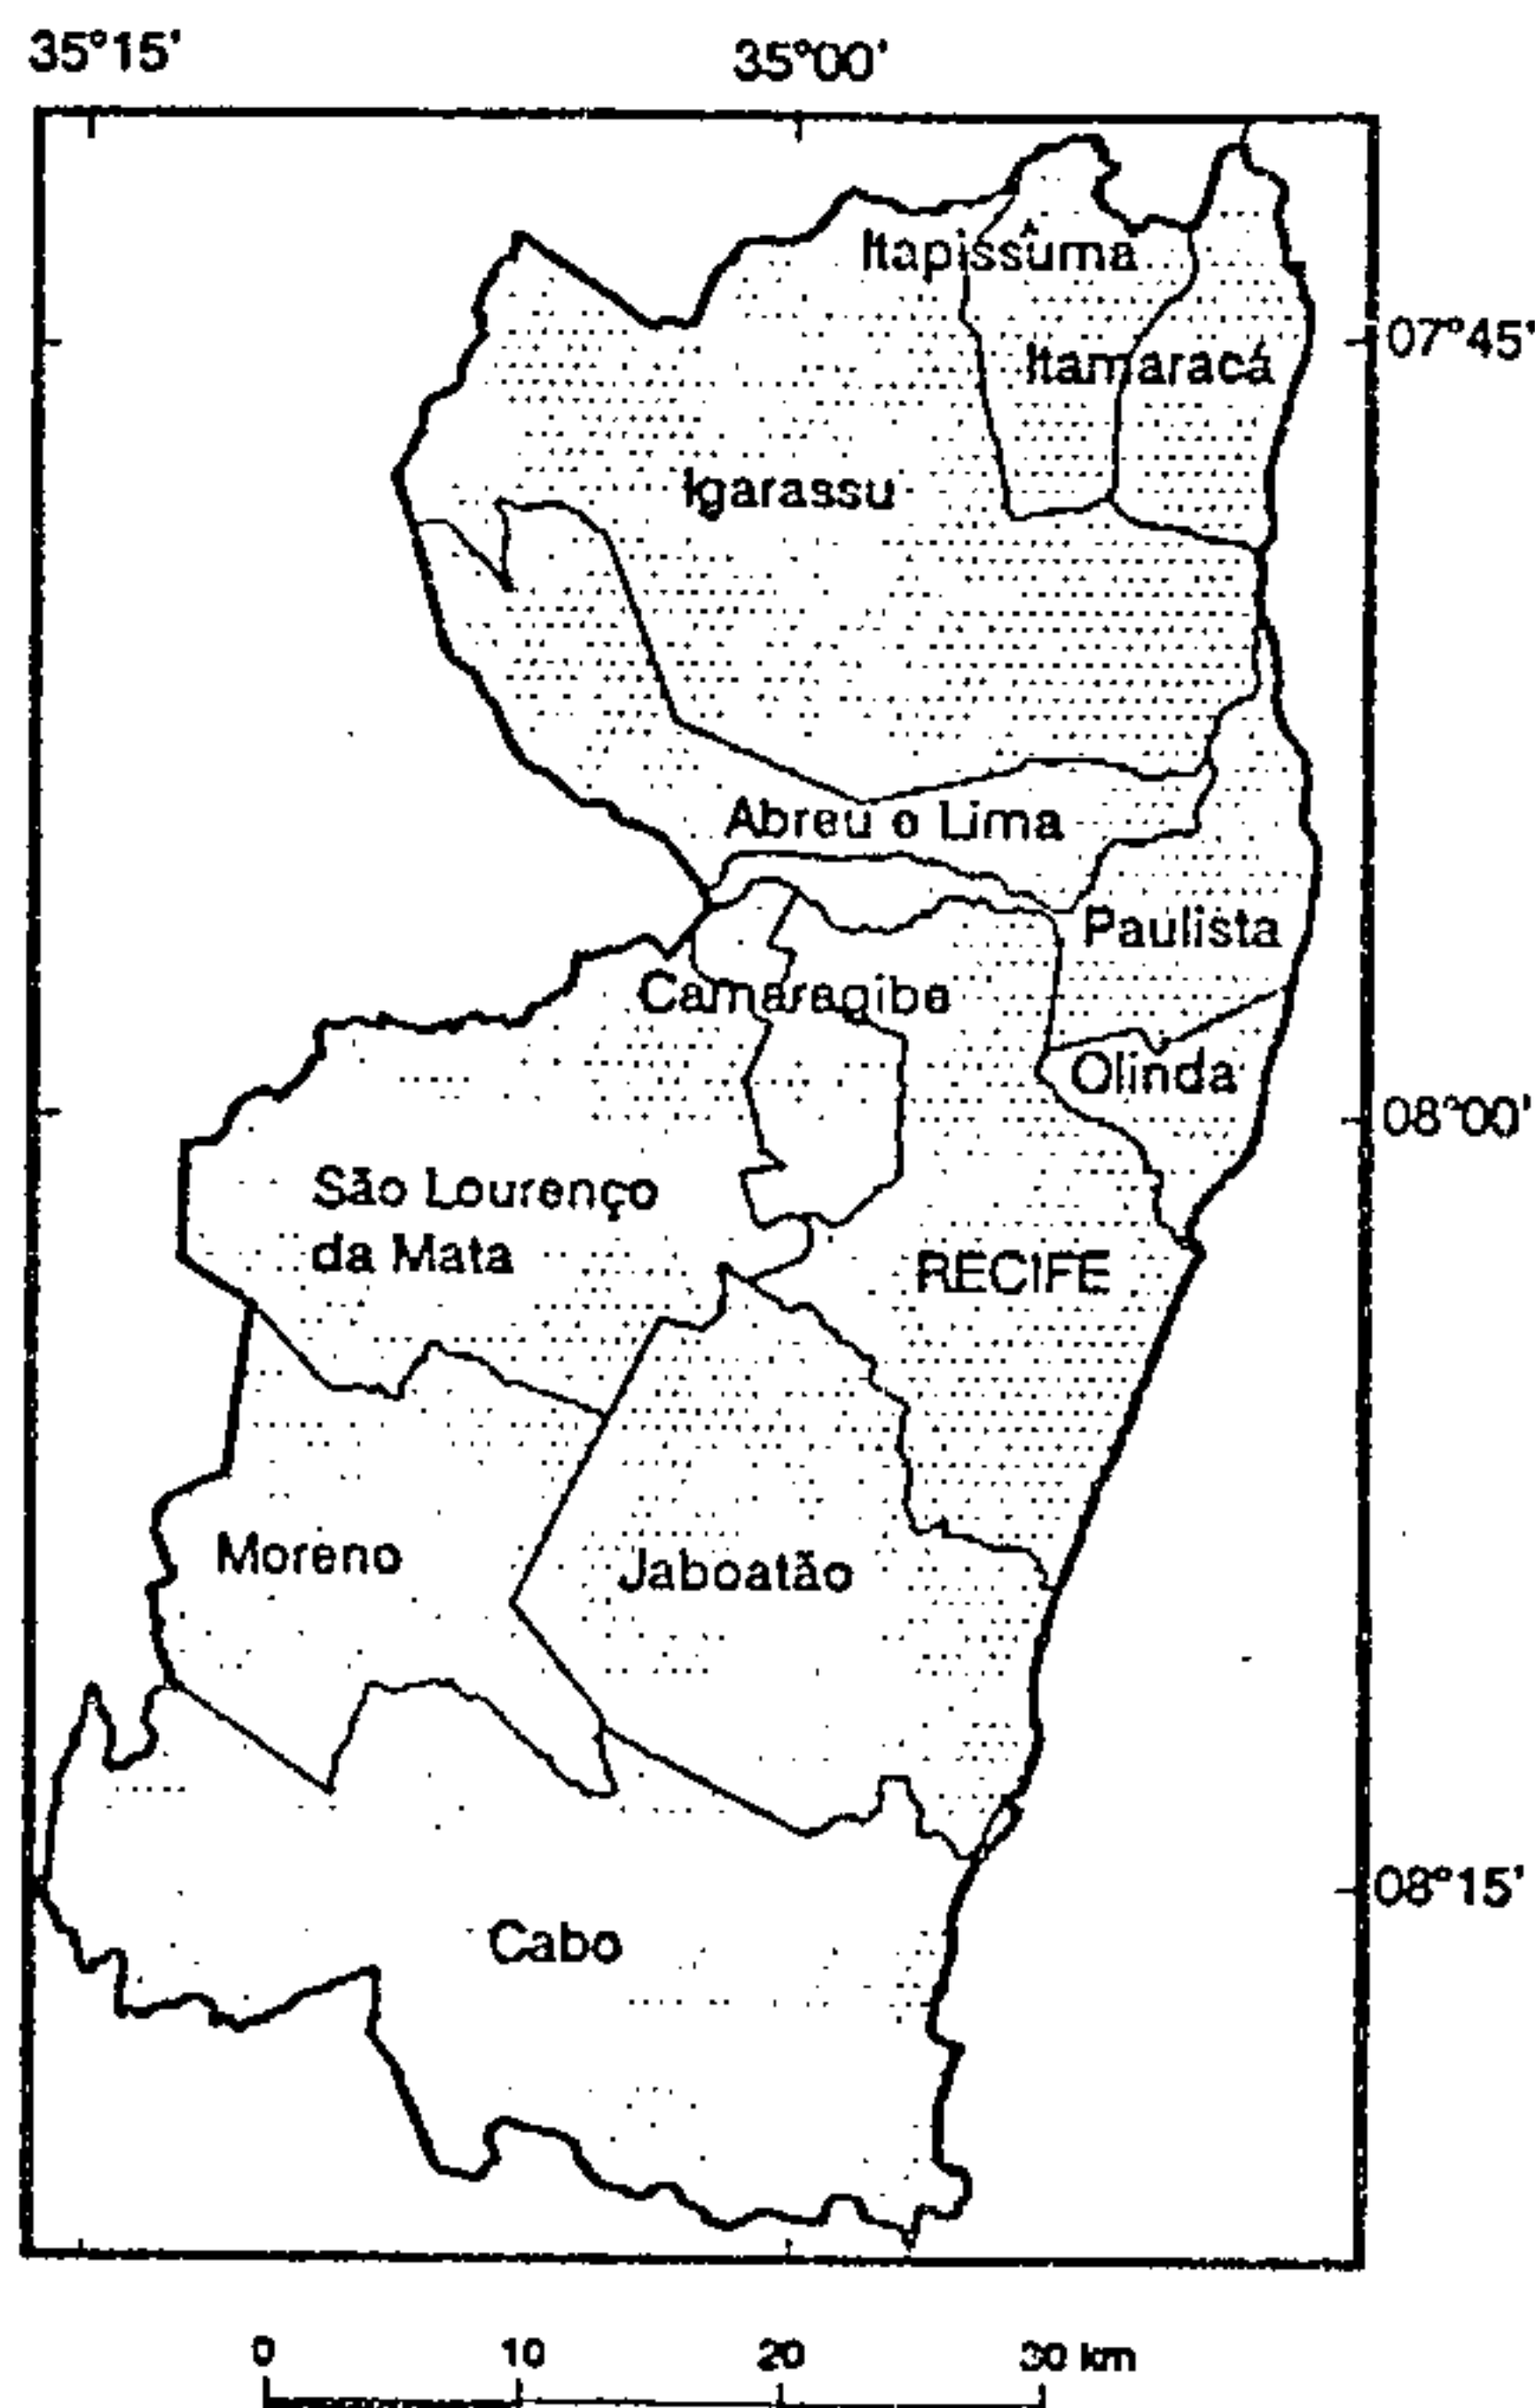 35°15' 35°00'
Itapissûma
07°45'
Itamaracá
Igarassu
Abreu o Lima
Paulista
Camaragibe
Olinda
08°00'
São Lourenço
da Mata
RECIFE
Moreno
Jaboatão
08°15'
Cabo
0 10 20 30 km